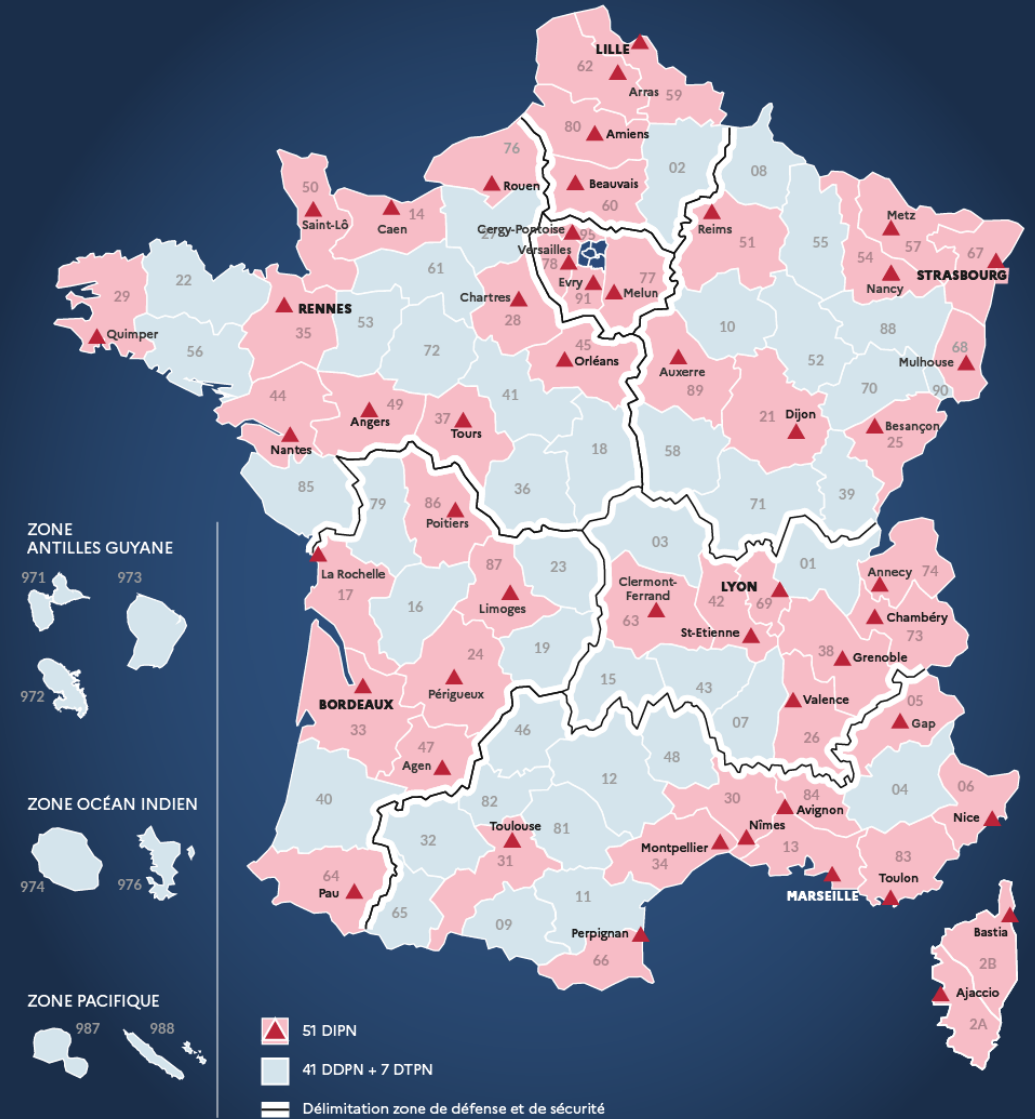 LILLE
62
Arras
59
80
Amiens
76
02
08
Rouen
Beauvais
60
50
Saint-Lô
14
Caen
27
Cergy-Pontoise
95
Versailles
78
Evry
91
77
Melun
Reims
51
55
Metz
57
54
Nancy
67
STRASBOURG
22
29
Quimper
56
RENNES
35
61
53
72
Chartres
28
45
Orléans
10
52
88
68
Mulhouse
Auxerre
89
70
90
44
Nantes
49
Angers
37
Tours
41
18
36
58
21
Dijon
Besançon
25
71
39
85
79
86
Poitiers
La Rochelle
17
16
87
Limoges
23
19
03
Clermont-
Ferrand
63
42
LYON
69
St-Etienne
01
Annecy
74
Chambéry
73
38
Grenoble
BORDEAUX
33
24
Périgueux
47
Agen
15
43
07
Valence
26
05
Gap
40
46
12
48
82
81
32
Toulouse
31
30
Nîmes
84
Avignon
04
06
Nice
64
Pau
65
09
11
Montpellier
34
13
MARSEILLE
83
Toulon
Perpignan
66
Bastia
2B
Ajaccio
2A
ZONE
ANTILLES GUYANE
971
973
972
ZONE OCÉAN INDIEN
974
976
ZONE PACIFIQUE
987
988
51 DIPN
41 DDPN + 7 DTPN
Délimitation zone de défense et de sécurité